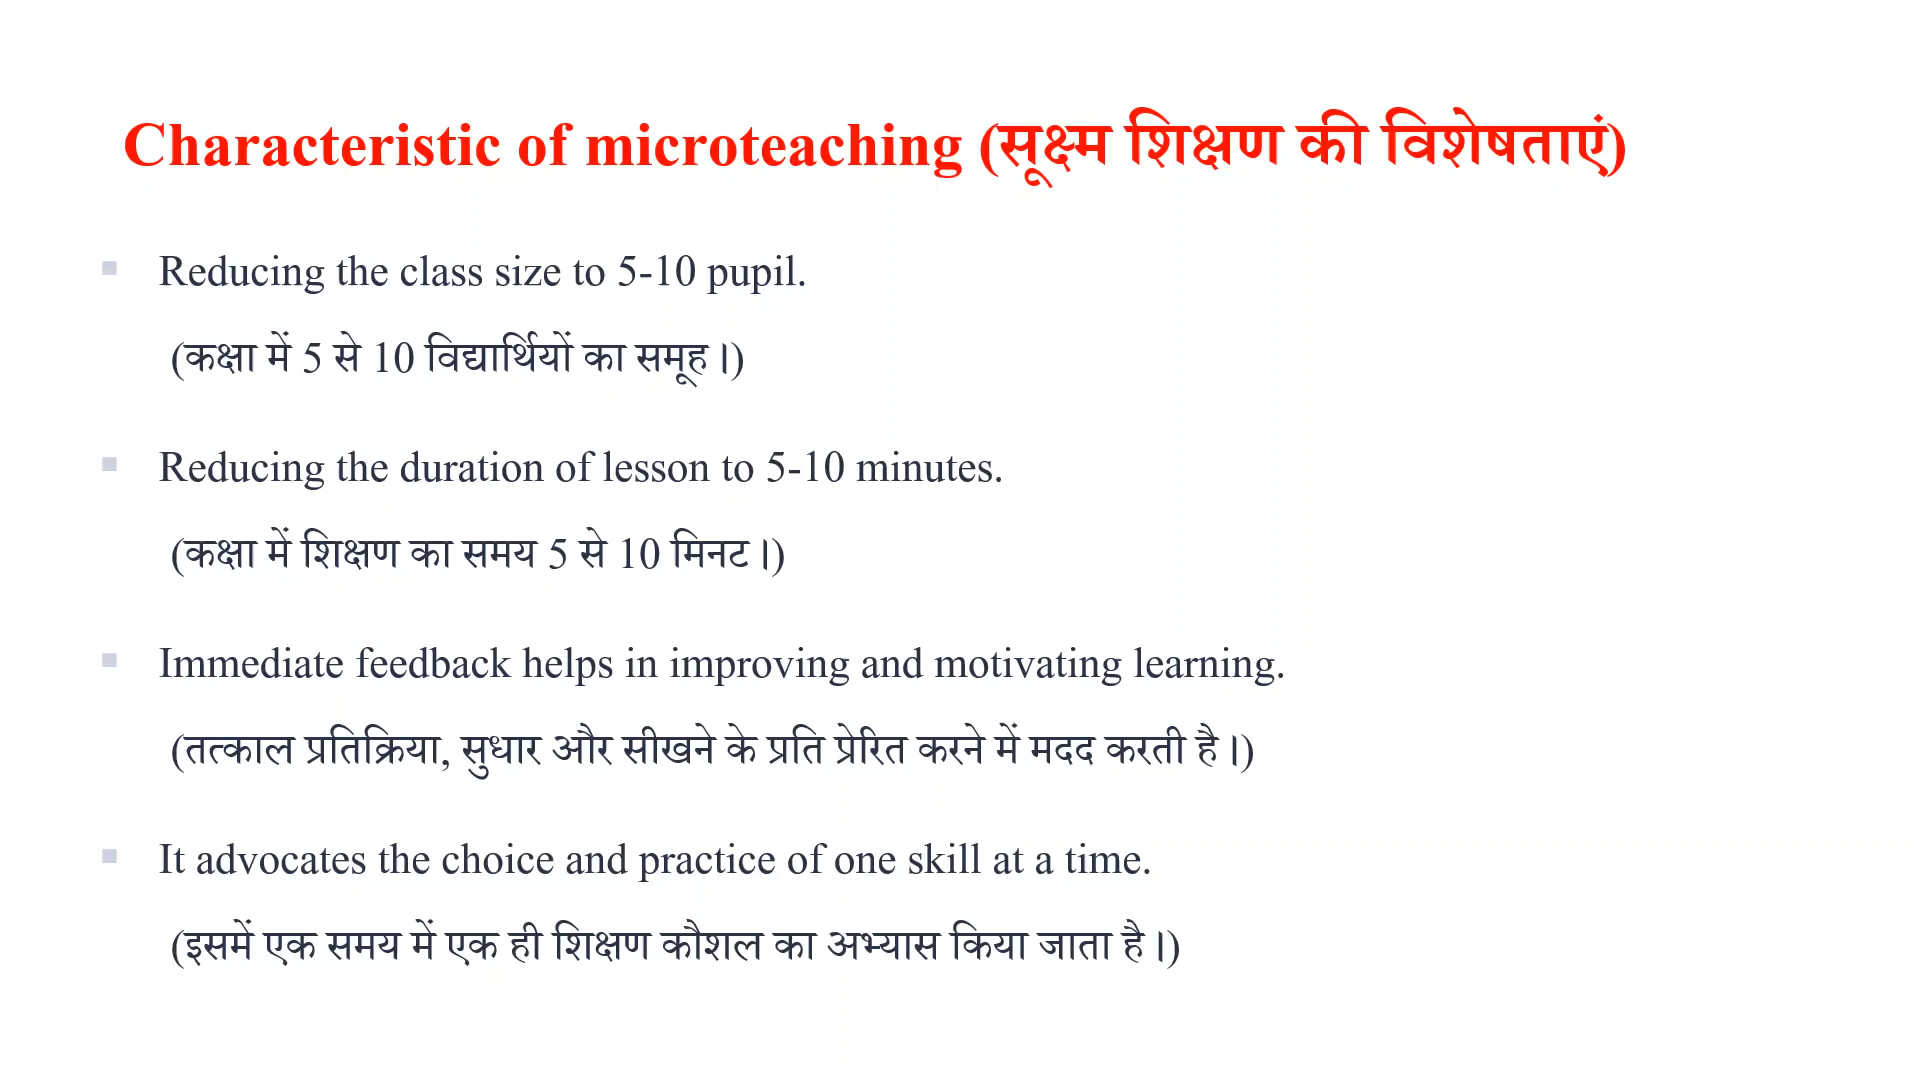 Characteristic of microteaching (सूक्ष्म शिक्षण की विशेषताएं)
Reducing the class size to 5-10 pupil.
(कक्षा में 5 से 10 विद्यार्थियों का समूह।)
Reducing the duration of lesson to 5-10 minutes.
(कक्षा में शिक्षण का समय 5 से 10 मिनट।)
Immediate feedback helps in improving and motivating learning.
(तत्काल प्रतिक्रिया, सुधार और सीखने के प्रति प्रेरित करने में मदद करती है।)
It advocates the choice and practice of one skill at a time.
(इसमें एक समय में एक ही शिक्षण कौशल का अभ्यास किया जाता है।)